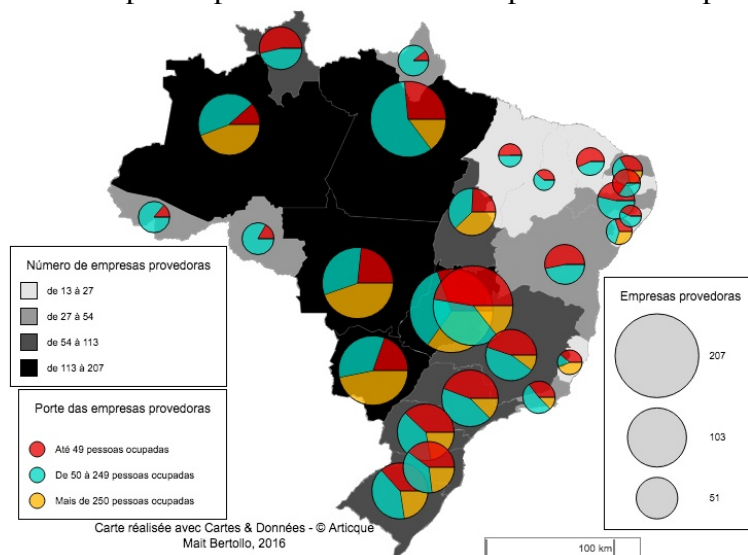 Número de empresas provedoras
de 13 à 27
de 27 à 54
de 54 à 113
de 113 à 207
Porte das empresas provedoras
Até 49 pessoas ocupadas
De 50 à 249 pessoas ocupadas
Mais de 250 pessoas ocupadas
Empresas provedoras
207
103
51
Carte réalisée avec Cartes & Données - © Articque
Mait Bertollo, 2016
100 km